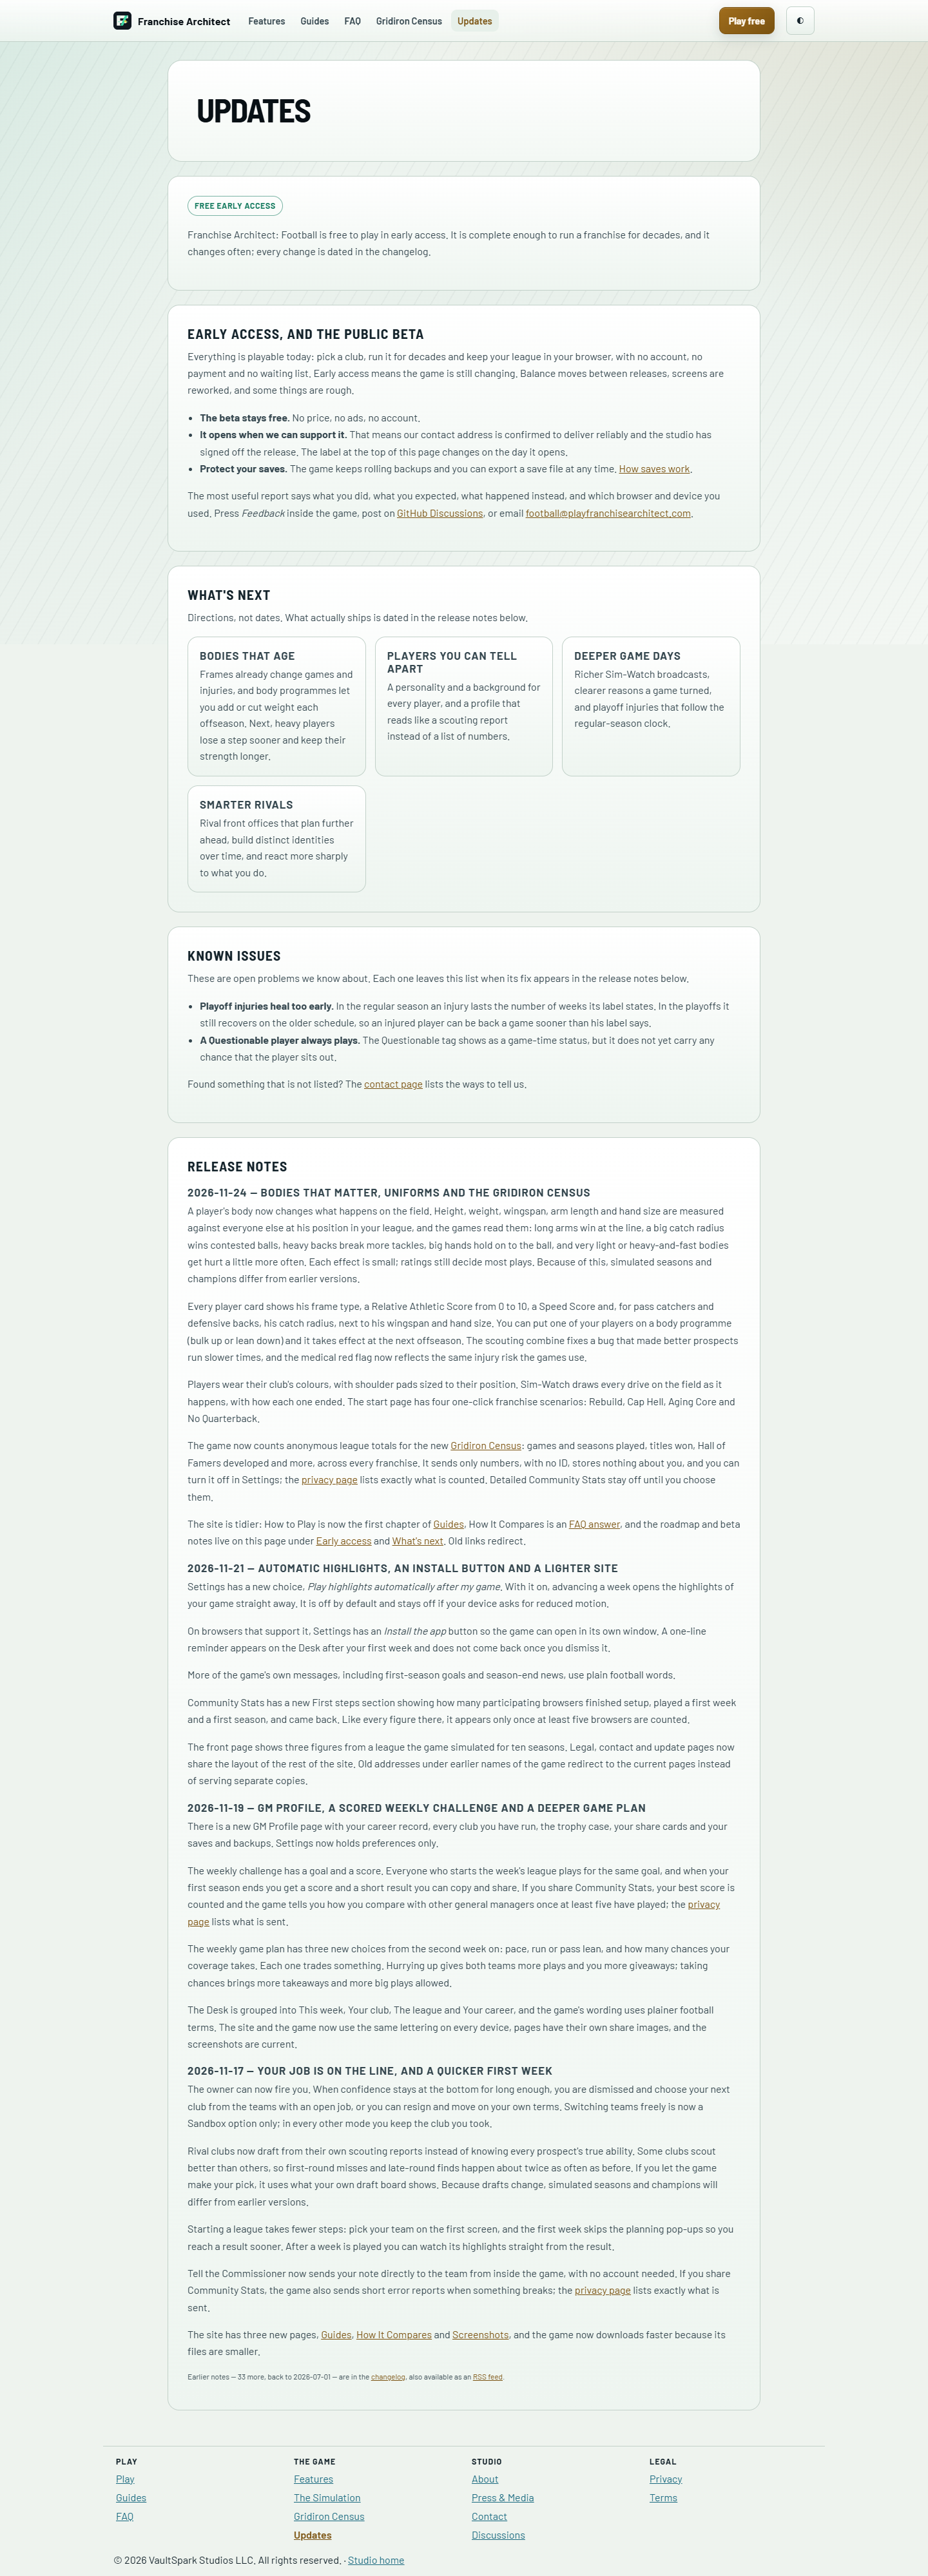 Franchise Architect
Features
Guides
FAQ
Gridiron Census
Updates
Play free
UPDATES
FREE EARLY ACCESS
Franchise Architect: Football is free to play in early access. It is complete enough to run a franchise for decades, and it
changes often; every change is dated in the changelog.
EARLY ACCESS, AND THE PUBLIC BETA
Everything is playable today: pick a club, run it for decades and keep your league in your browser, with no account, no
payment and no waiting list. Early access means the game is still changing. Balance moves between releases, screens are
reworked, and some things are rough.
• The beta stays free. No price, no ads, no account.
• It opens when we can support it. That means our contact address is confirmed to deliver reliably and the studio has
signed off the release. The label at the top of this page changes on the day it opens.
• Protect your saves. The game keeps rolling backups and you can export a save file at any time. How saves work.
The most useful report says what you did, what you expected, what happened instead, and which browser and device you
used. Press Feedback inside the game, post on GitHub Discussions, or email football@playfranchisearchitect.com.
WHAT'S NEXT
Directions, not dates. What actually ships is dated in the release notes below.
BODIES THAT AGE
Frames already change games and
injuries, and body programmes let
you add or cut weight each
offseason. Next, heavy players
lose a step sooner and keep their
strength longer.
PLAYERS YOU CAN TELL
APART
A personality and a background for
every player, and a profile that
reads like a scouting report
instead of a list of numbers.
DEEPER GAME DAYS
Richer Sim-Watch broadcasts,
clearer reasons a game turned,
and playoff injuries that follow the
regular-season clock.
SMARTER RIVALS
Rival front offices that plan further
ahead, build distinct identities
over time, and react more sharply
to what you do.
KNOWN ISSUES
These are open problems we know about. Each one leaves this list when its fix appears in the release notes below.
• Playoff injuries heal too early. In the regular season an injury lasts the number of weeks its label states. In the playoffs it
still recovers on the older schedule, so an injured player can be back a game sooner than his label says.
• A Questionable player always plays. The Questionable tag shows as a game-time status, but it does not yet carry any
chance that the player sits out.
Found something that is not listed? The contact page lists the ways to tell us.
RELEASE NOTES
2026-11-24 — BODIES THAT MATTER, UNIFORMS AND THE GRIDIRON CENSUS
A player's body now changes what happens on the field. Height, weight, wingspan, arm length and hand size are measured
against everyone else at his position in your league, and the games read them: long arms win at the line, a big catch radius
wins contested balls, heavy backs break more tackles, big hands hold on to the ball, and very light or heavy-and-fast bodies
get hurt a little more often. Each effect is small; ratings still decide most plays. Because of this, simulated seasons and
champions differ from earlier versions.
Every player card shows his frame type, a Relative Athletic Score from 0 to 10, a Speed Score and, for pass catchers and
defensive backs, his catch radius, next to his wingspan and hand size. You can put one of your players on a body programme
(bulk up or lean down) and it takes effect at the next offseason. The scouting combine fixes a bug that made better prospects
run slower times, and the medical red flag now reflects the same injury risk the games use.
Players wear their club's colours, with shoulder pads sized to their position. Sim-Watch draws every drive on the field as it
happens, with how each one ended. The start page has four one-click franchise scenarios: Rebuild, Cap Hell, Aging Core and
No Quarterback.
The game now counts anonymous league totals for the new Gridiron Census: games and seasons played, titles won, Hall of
Famers developed and more, across every franchise. It sends only numbers, with no ID, stores nothing about you, and you can
turn it off in Settings; the privacy page lists exactly what is counted. Detailed Community Stats stay off until you choose
them.
The site is tidier: How to Play is now the first chapter of Guides, How It Compares is an FAQ answer, and the roadmap and beta
notes live on this page under Early access and What's next. Old links redirect.
2026-11-21 — AUTOMATIC HIGHLIGHTS, AN INSTALL BUTTON AND A LIGHTER SITE
Settings has a new choice, Play highlights automatically after my game. With it on, advancing a week opens the highlights of
your game straight away. It is off by default and stays off if your device asks for reduced motion.
On browsers that support it, Settings has an Install the app button so the game can open in its own window. A one-line
reminder appears on the Desk after your first week and does not come back once you dismiss it.
More of the game's own messages, including first-season goals and season-end news, use plain football words.
Community Stats has a new First steps section showing how many participating browsers finished setup, played a first week
and a first season, and came back. Like every figure there, it appears only once at least five browsers are counted.
The front page shows three figures from a league the game simulated for ten seasons. Legal, contact and update pages now
share the layout of the rest of the site. Old addresses under earlier names of the game redirect to the current pages instead
of serving separate copies.
2026-11-19 — GM PROFILE, A SCORED WEEKLY CHALLENGE AND A DEEPER GAME PLAN
There is a new GM Profile page with your career record, every club you have run, the trophy case, your share cards and your
saves and backups. Settings now holds preferences only.
The weekly challenge has a goal and a score. Everyone who starts the week's league plays for the same goal, and when your
first season ends you get a score and a short result you can copy and share. If you share Community Stats, your best score is
counted and the game tells you how you compare with other general managers once at least five have played; the privacy
page lists what is sent.
The weekly game plan has three new choices from the second week on: pace, run or pass lean, and how many chances your
coverage takes. Each one trades something. Hurrying up gives both teams more plays and you more giveaways; taking
chances brings more takeaways and more big plays allowed.
The Desk is grouped into This week, Your club, The league and Your career, and the game's wording uses plainer football
terms. The site and the game now use the same lettering on every device, pages have their own share images, and the
screenshots are current.
2026-11-17 — YOUR JOB IS ON THE LINE, AND A QUICKER FIRST WEEK
The owner can now fire you. When confidence stays at the bottom for long enough, you are dismissed and choose your next
club from the teams with an open job, or you can resign and move on your own terms. Switching teams freely is now a
Sandbox option only; in every other mode you keep the club you took.
Rival clubs now draft from their own scouting reports instead of knowing every prospect's true ability. Some clubs scout
better than others, so first-round misses and late-round finds happen about twice as often as before. If you let the game
make your pick, it uses what your own draft board shows. Because drafts change, simulated seasons and champions will
differ from earlier versions.
Starting a league takes fewer steps: pick your team on the first screen, and the first week skips the planning pop-ups so you
reach a result sooner. After a week is played you can watch its highlights straight from the result.
Tell the Commissioner now sends your note directly to the team from inside the game, with no account needed. If you share
Community Stats, the game also sends short error reports when something breaks; the privacy page lists exactly what is
sent.
The site has three new pages, Guides, How It Compares and Screenshots, and the game now downloads faster because its
files are smaller.
Earlier notes — 33 more, back to 2026-07-01 — are in the changelog, also available as an RSS feed.
PLAY
Play
Guides
FAQ
THE GAME
Features
The Simulation
Gridiron Census
Updates
STUDIO
About
Press & Media
Contact
Discussions
LEGAL
Privacy
Terms
© 2026 VaultSpark Studios LLC. All rights reserved. · Studio home